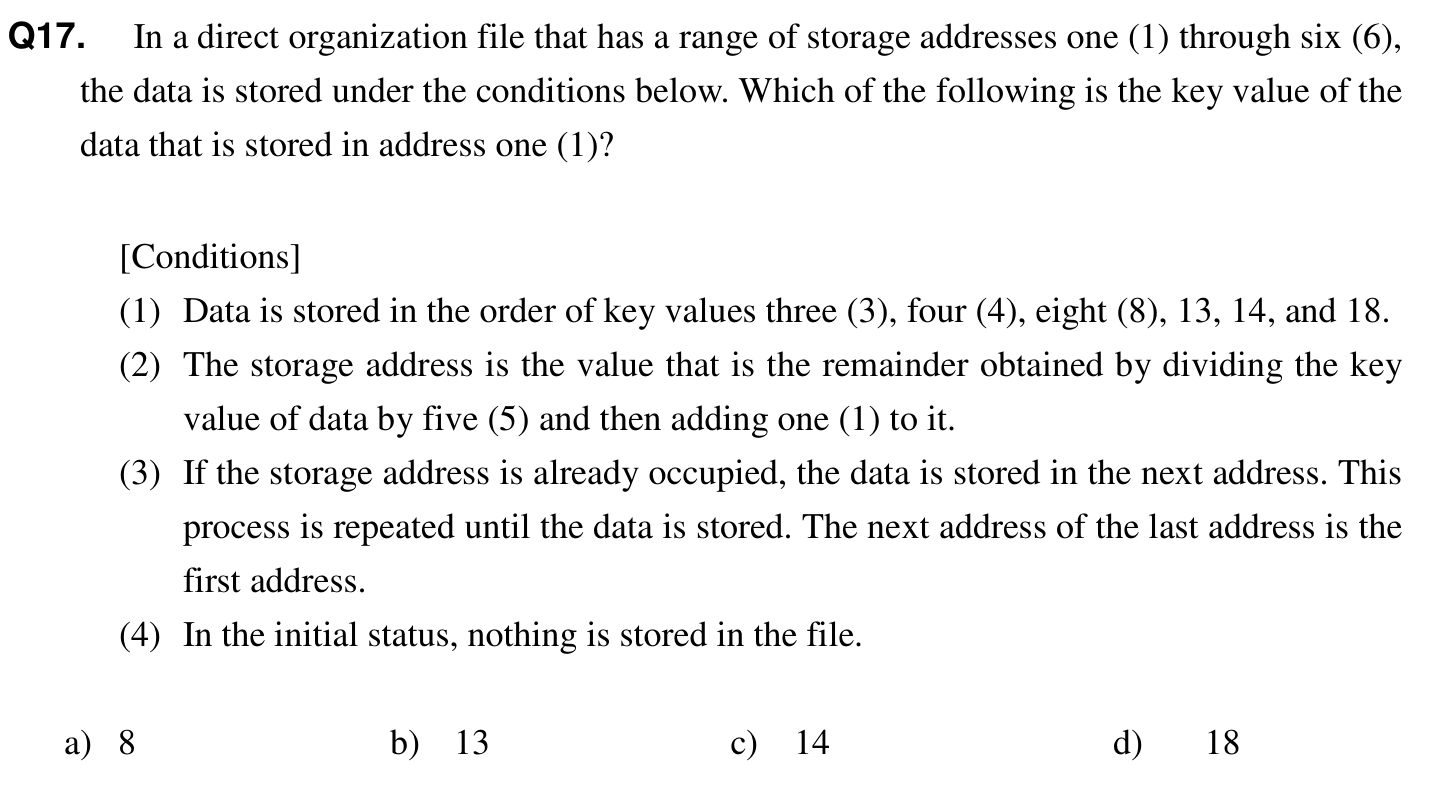 Q17. In a direct organization file that has a range of storage addresses one (1) through six (6),
the data is stored under the conditions below. Which of the following is the key value of the
data that is stored in address one (1)?
[Conditions]
(1) Data is stored in the order of key values three (3), four (4), eight (8), 13, 14, and 18.
(2) The storage address is the value that is the remainder obtained by dividing the key
value of data by five (5) and then adding one (1) to it.
(3) If the storage address is already occupied, the data is stored in the next address. This
process is repeated until the data is stored. The next address of the last address is the
first address.
(4) In the initial status, nothing is stored in the file.
a) 8 b) 13 c) 14 d) 18